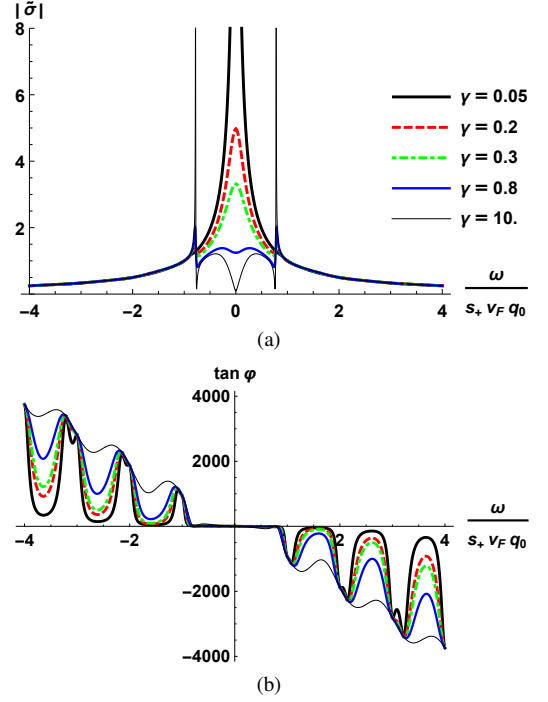 |σ̃|
8
6
4
2
−4 −2 0 2 4
γ = 0.05
γ = 0.2
γ = 0.3
γ = 0.8
γ = 10.
ω
s₊ v_F q₀
(a)
tan φ
4000
2000
−4 −2 2 4
−2000
−4000
ω
s₊ v_F q₀
(b)